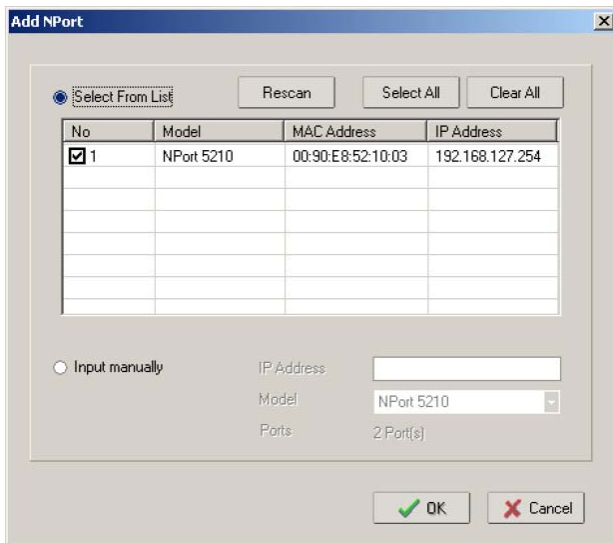 Add NPort
Select From List Rescan Select All Clear All
No Model MAC Address IP Address
1 NPort 5210 00:90:E8:52:10:03 192.168.127.254
Input manually IP Address
Model NPort 5210
Ports 2 Port(s)
OK Cancel